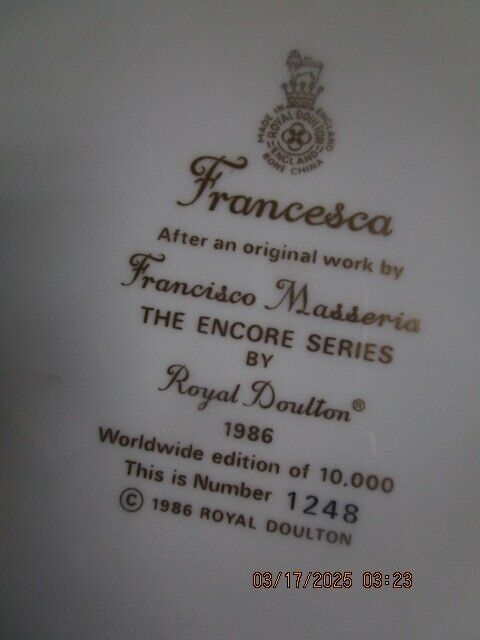 MADE IN ENGLAND
ROYAL·DOULTON
ENGLAND
BONE CHINA
Francesca
After an original work by
Francisco Masseria
THE ENCORE SERIES
BY
Royal Doulton®
1986
Worldwide edition of 10.000
This is Number 1248
© 1986 ROYAL DOULTON
03/17/2025 03:23